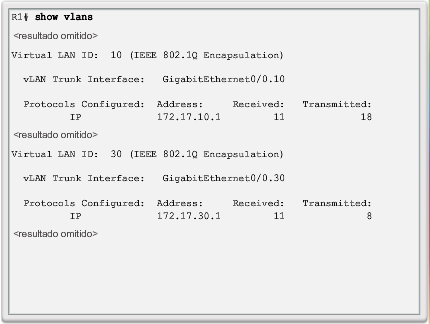 R1# show vlans
<resultado omitido>
Virtual LAN ID: 10 (IEEE 802.1Q Encapsulation)
vLAN Trunk Interface: GigabitEthernet0/0.10
Protocols Configured: Address: Received: Transmitted:
IP 172.17.10.1 11 18
<resultado omitido>
Virtual LAN ID: 30 (IEEE 802.1Q Encapsulation)
vLAN Trunk Interface: GigabitEthernet0/0.30
Protocols Configured: Address: Received: Transmitted:
IP 172.17.30.1 11 8
<resultado omitido>